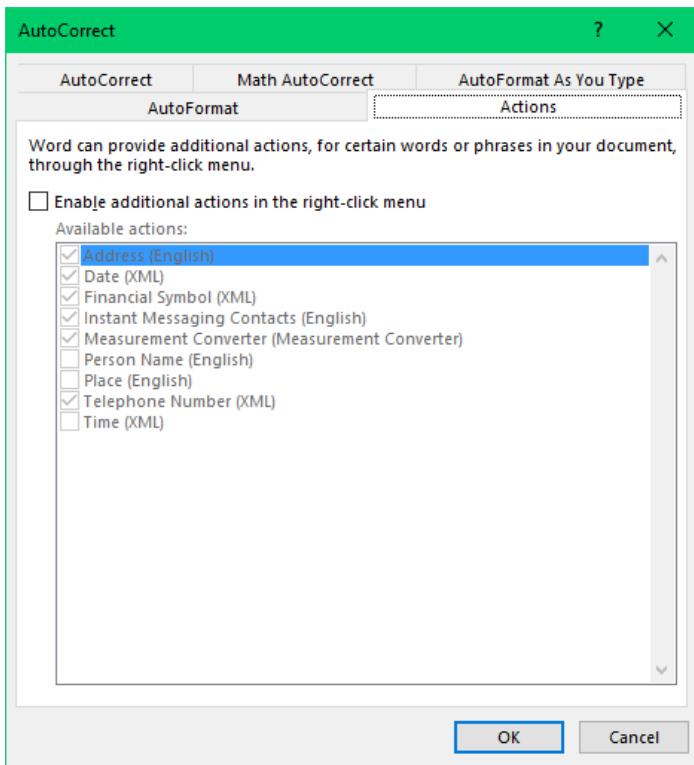 AutoCorrect ?
AutoCorrect Math AutoCorrect AutoFormat As You Type
AutoFormat Actions
Word can provide additional actions, for certain words or phrases in your document,
through the right-click menu.
Enable additional actions in the right-click menu
Available actions:
Address (English)
Date (XML)
Financial Symbol (XML)
Instant Messaging Contacts (English)
Measurement Converter (Measurement Converter)
Person Name (English)
Place (English)
Telephone Number (XML)
Time (XML)
OK Cancel